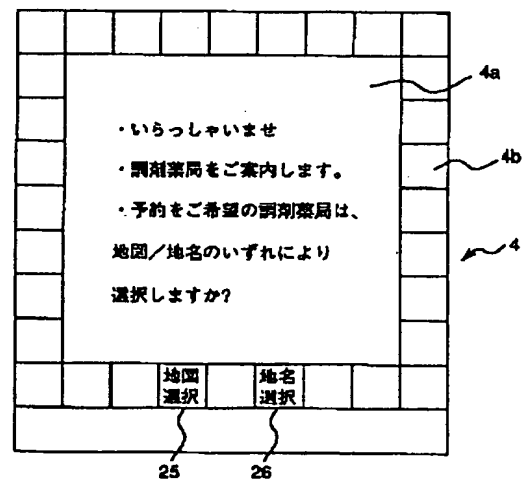 4a
・いらっしゃいませ
4b
・調剤薬局をご案内します。
・予約をご希望の調剤薬局は、
4
地図／地名のいずれにより
選択しますか?
地図
選択
地名
選択
25
26